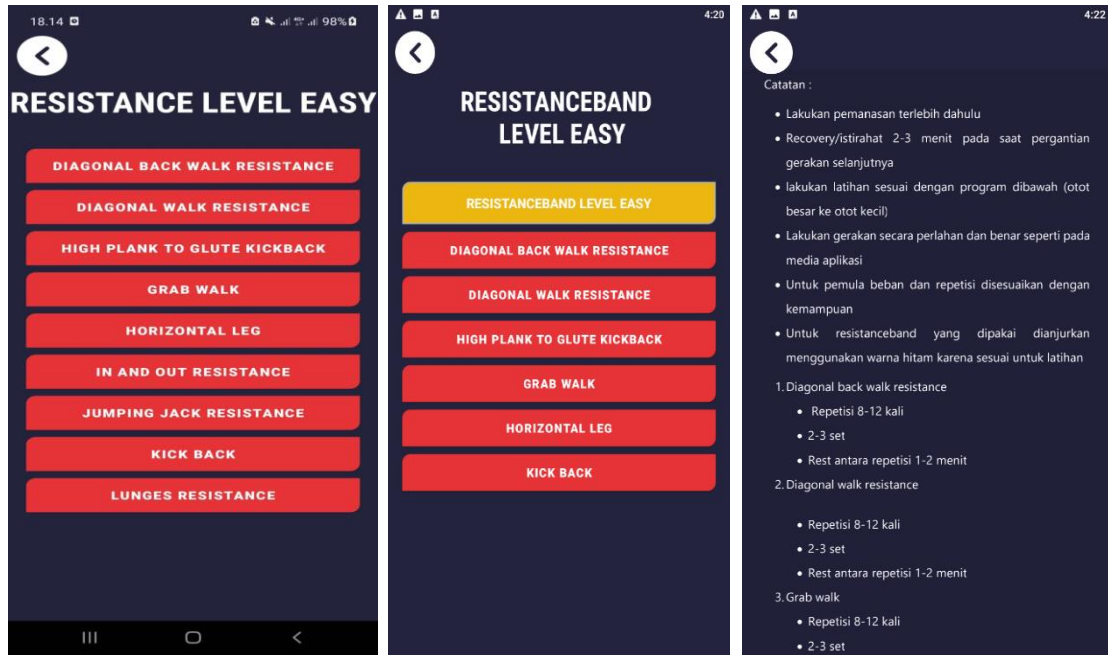 18.14
98%
RESISTANCE LEVEL EASY
DIAGONAL BACK WALK RESISTANCE
DIAGONAL WALK RESISTANCE
HIGH PLANK TO GLUTE KICKBACK
GRAB WALK
HORIZONTAL LEG
IN AND OUT RESISTANCE
JUMPING JACK RESISTANCE
KICK BACK
LUNGES RESISTANCE
4:20
RESISTANCEBAND
LEVEL EASY
RESISTANCEBAND LEVEL EASY
DIAGONAL BACK WALK RESISTANCE
DIAGONAL WALK RESISTANCE
HIGH PLANK TO GLUTE KICKBACK
GRAB WALK
HORIZONTAL LEG
KICK BACK
4:22
Catatan :
• Lakukan pemanasan terlebih dahulu
• Recovery/istirahat 2-3 menit pada saat pergantian
gerakan selanjutnya
• lakukan latihan sesuai dengan program dibawah (otot
besar ke otot kecil)
• Lakukan gerakan secara perlahan dan benar seperti pada
media aplikasi
• Untuk pemula beban dan repetisi disesuaikan dengan
kemampuan
• Untuk resistanceband yang dipakai dianjurkan
menggunakan warna hitam karena sesuai untuk latihan
1. Diagonal back walk resistance
• Repetisi 8-12 kali
• 2-3 set
• Rest antara repetisi 1-2 menit
2. Diagonal walk resistance
• Repetisi 8-12 kali
• 2-3 set
• Rest antara repetisi 1-2 menit
3. Grab walk
• Repetisi 8-12 kali
• 2-3 set